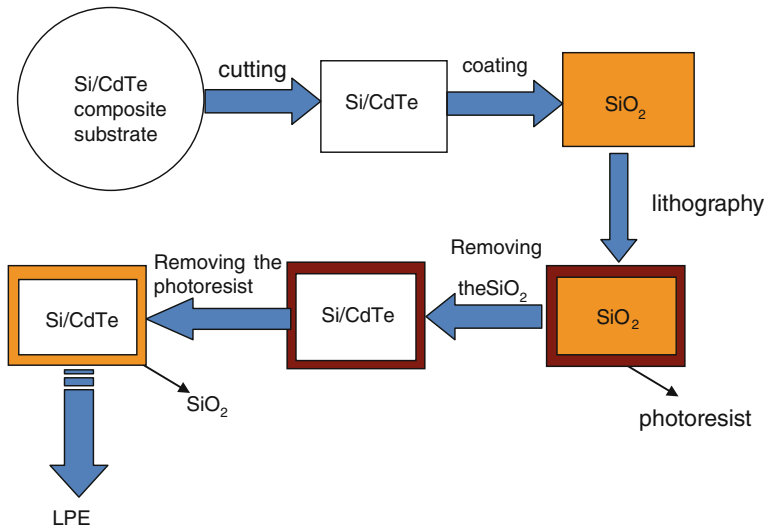 Si/CdTe
composite
substrate
cutting
Si/CdTe
coating
SiO₂
lithography
SiO₂
photoresist
Removing
theSiO₂
Si/CdTe
Removing the
photoresist
Si/CdTe
SiO₂
LPE